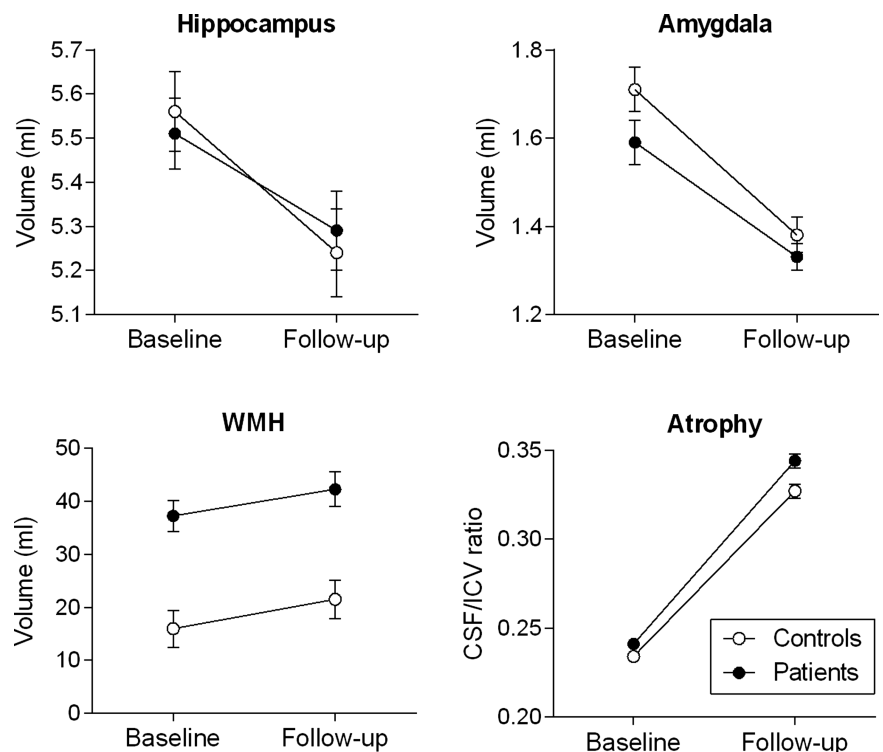 Hippocampus
Volume (ml)
5.7
5.6
5.5
5.4
5.3
5.2
5.1
Baseline Follow-up
Amygdala
Volume (ml)
1.8
1.6
1.4
1.2
Baseline Follow-up
WMH
Volume (ml)
50
40
30
20
10
0
Baseline Follow-up
Atrophy
CSF/ICV ratio
0.35
0.30
0.25
0.20
Baseline Follow-up
Controls
Patients